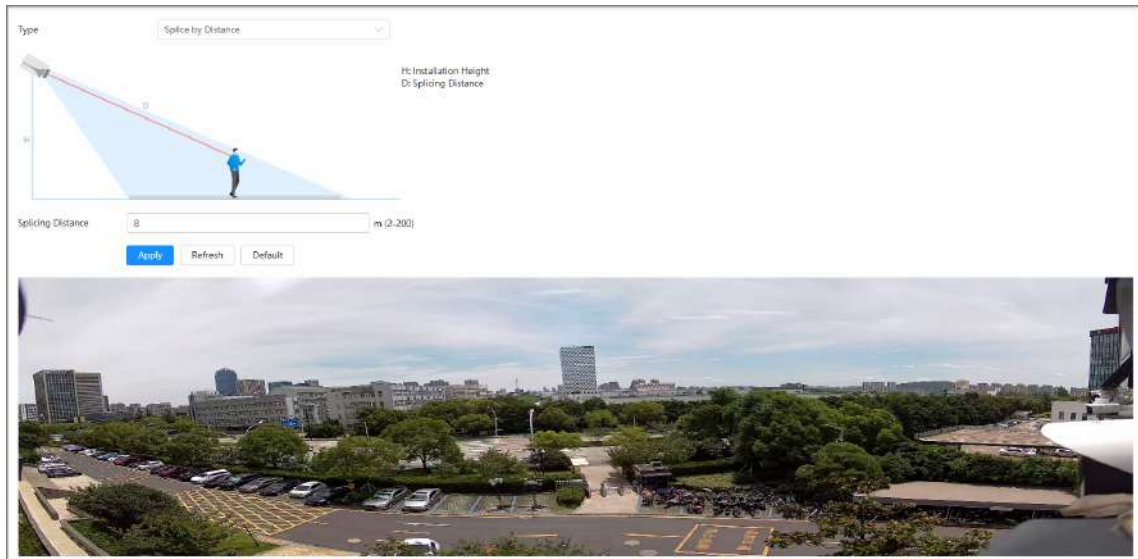 Type
Splice by Distance
H: Installation Height
D: Splicing Distance
D
H
Splicing Distance
8
m (2-200)
Apply
Refresh
Default